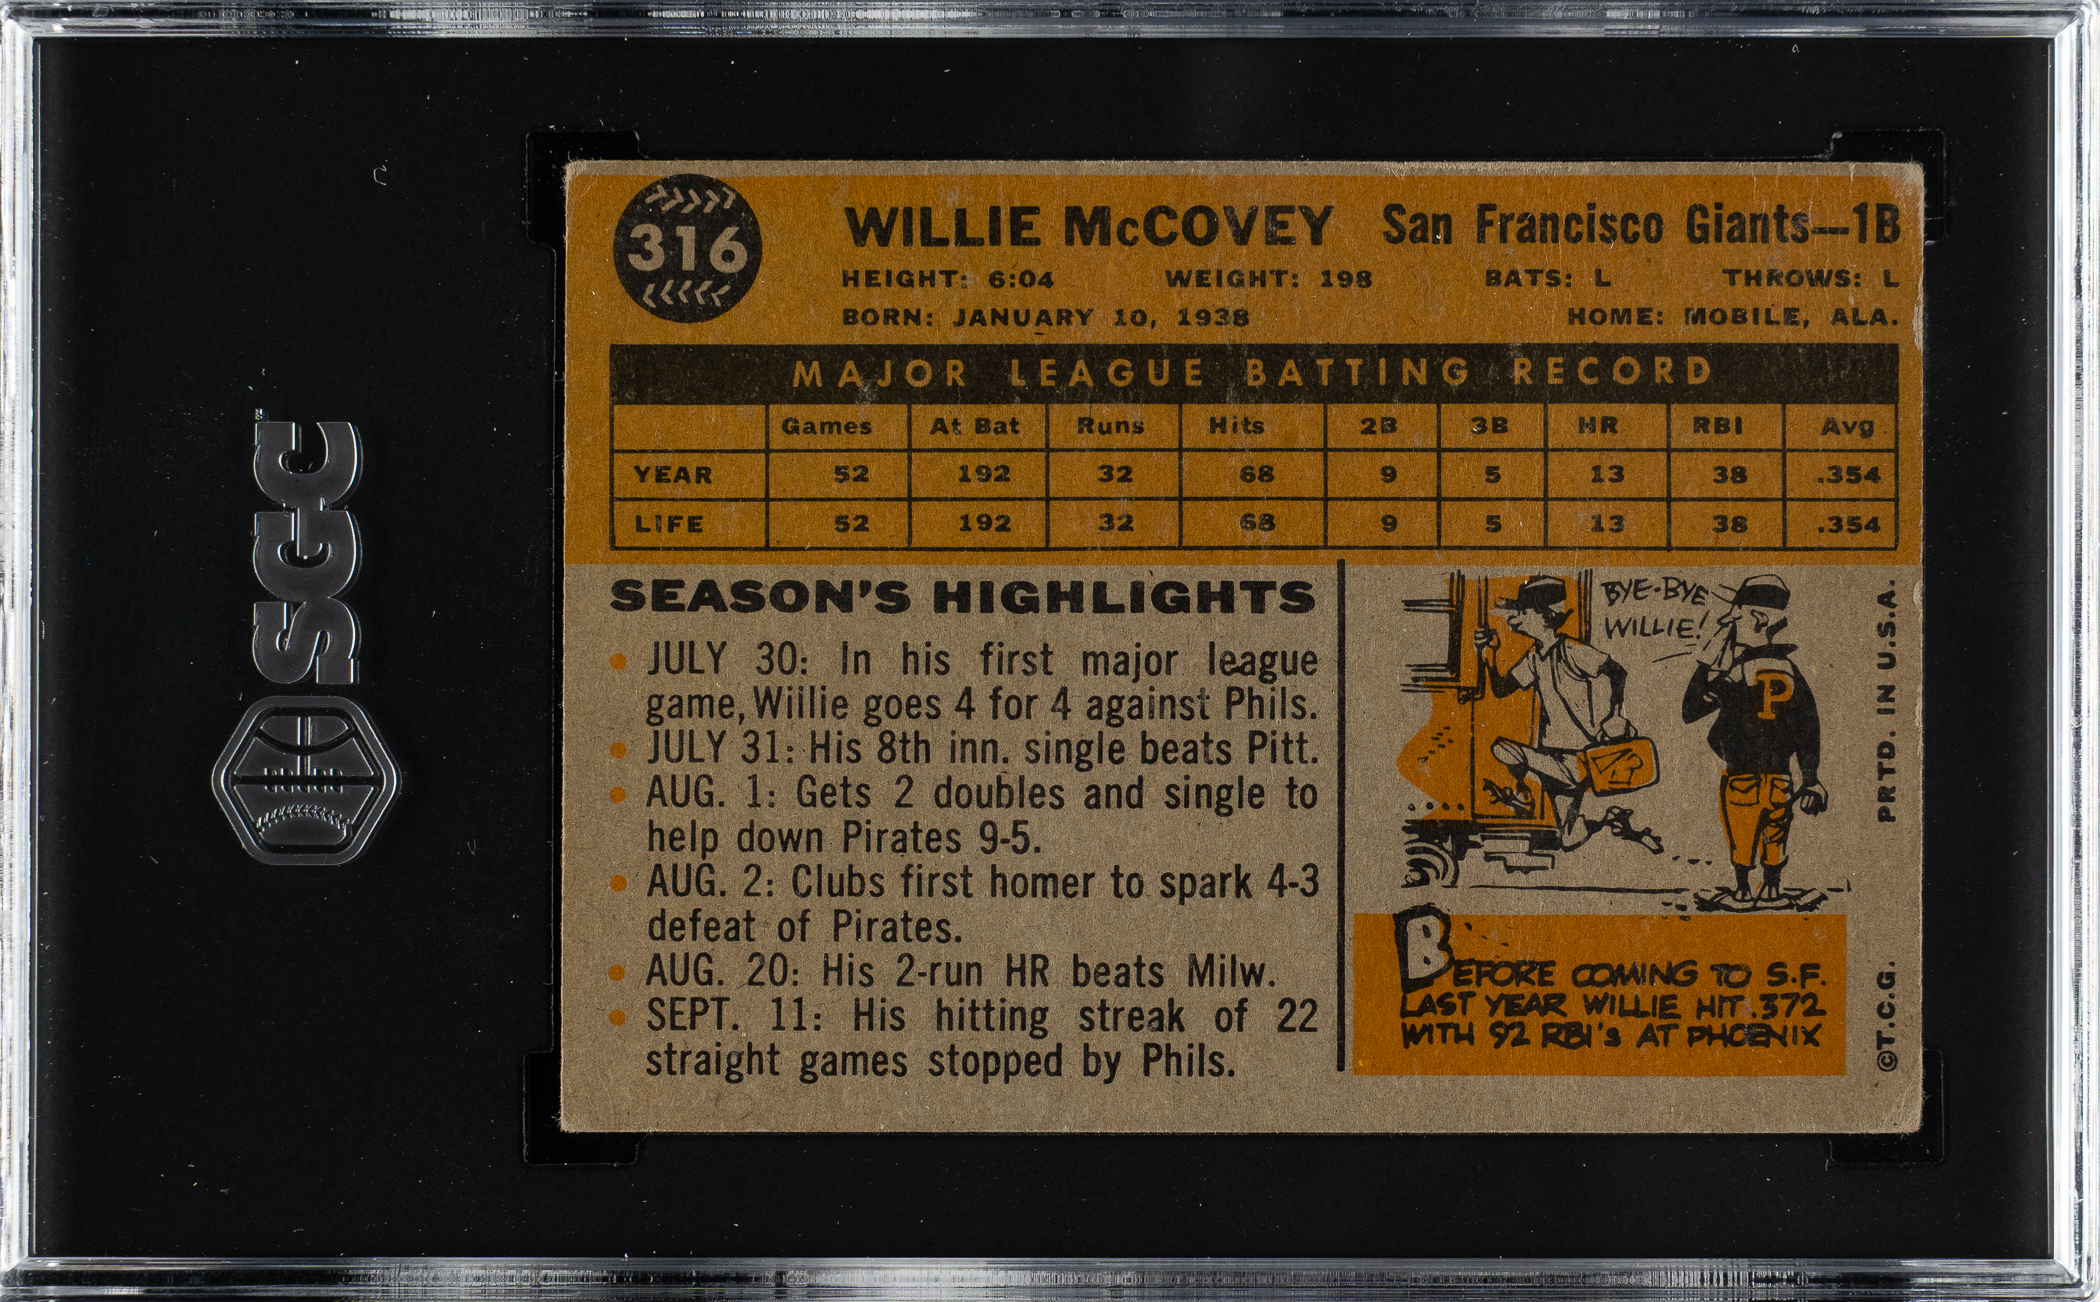 SGC
316
WILLIE McCOVEY San Francisco Giants—1B
HEIGHT: 6:04 WEIGHT: 198 BATS: L THROWS: L
BORN: JANUARY 10, 1938 HOME: MOBILE, ALA.
MAJOR LEAGUE BATTING RECORD
Games At Bat Runs Hits 2B 3B HR RBI Avg
YEAR 52 192 32 68 9 5 13 38 .354
LIFE 52 192 32 68 9 5 13 38 .354
SEASON'S HIGHLIGHTS
• JULY 30: In his first major league
game, Willie goes 4 for 4 against Phils.
• JULY 31: His 8th inn. single beats Pitt.
• AUG. 1: Gets 2 doubles and single to
help down Pirates 9-5.
• AUG. 2: Clubs first homer to spark 4-3
defeat of Pirates.
• AUG. 20: His 2-run HR beats Milw.
• SEPT. 11: His hitting streak of 22
straight games stopped by Phils.
BYE-BYE
WILLIE!
P
BEFORE COMING TO S.F.
LAST YEAR WILLIE HIT .372
WITH 92 RBI'S AT PHOENIX
©T.C.G. PRTD. IN U.S.A.